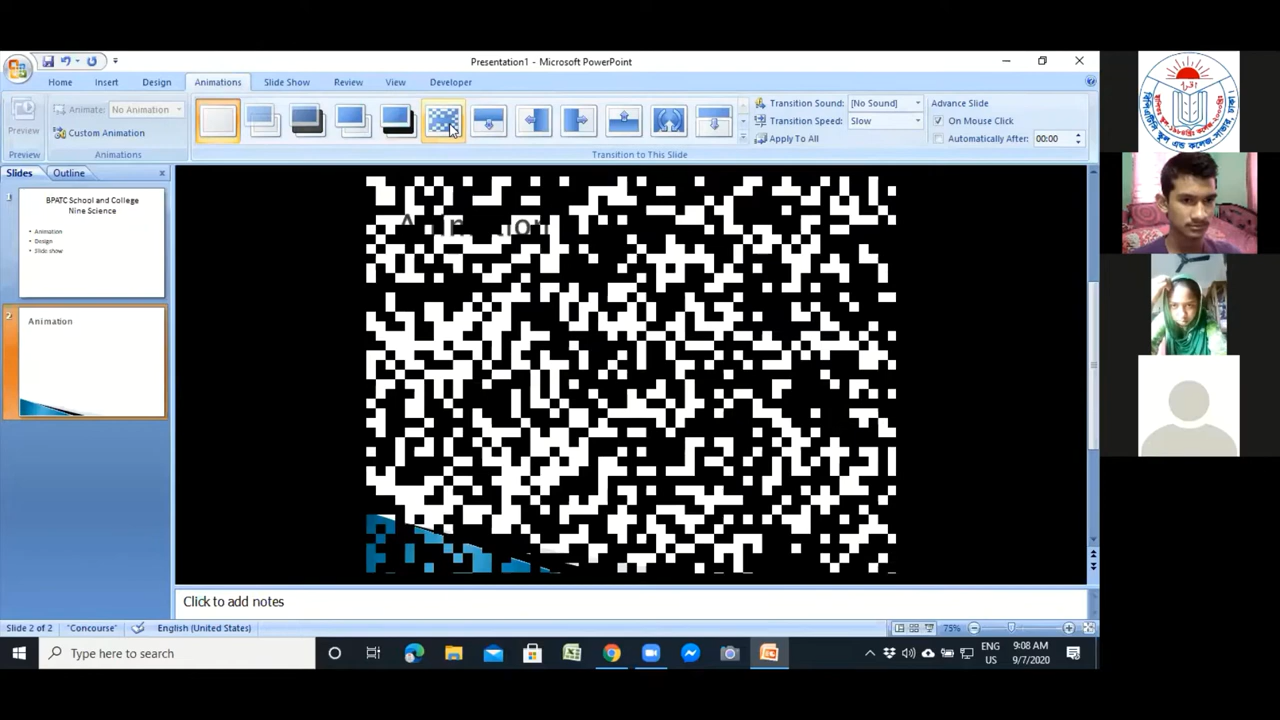 Presentation1 - Microsoft PowerPoint
Home
Insert
Design
Animations
Slide Show
Review
View
Developer
Preview
Animate:
No Animation
Custom Animation
Transition Sound:
[No Sound]
Transition Speed:
Slow
Apply To All
Advance Slide
On Mouse Click
Automatically After:
00:00
Preview
Animations
Transition to This Slide
Slides
Outline
1
BPATC School and College
Nine Science
• Animation
• Design
• Slide show
2
Animation
Animation
Click to add notes
Slide 2 of 2
"Concourse"
English (United States)
75%
Type here to search
ENG
US
9:08 AM
9/7/2020